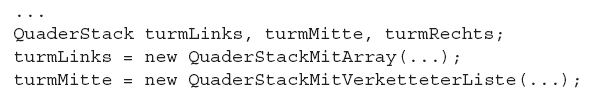 ...
QuaderStack turmLinks, turmMitte, turmRechts;
turmLinks = new QuaderStackMitArray(...);
turmMitte = new QuaderStackMitVerketteterListe(...);